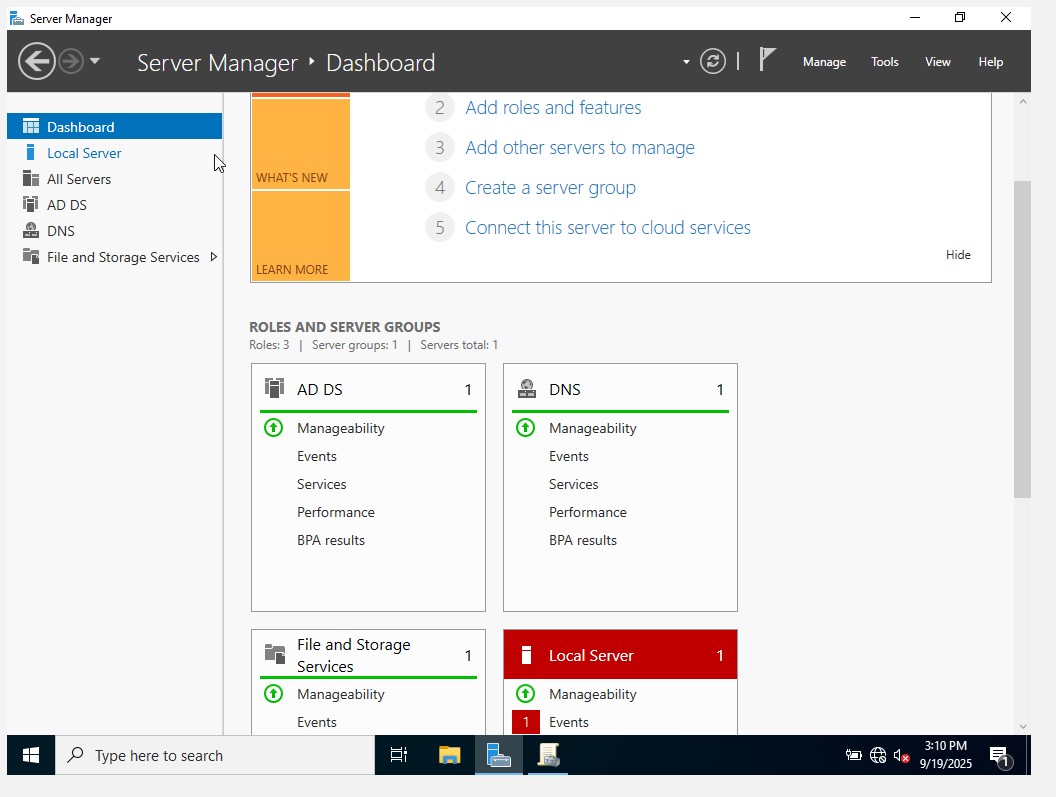 Server Manager
Server Manager ‣ Dashboard
Manage
Tools
View
Help
Dashboard
Local Server
All Servers
AD DS
DNS
File and Storage Services
WHAT'S NEW
LEARN MORE
2 Add roles and features
3 Add other servers to manage
4 Create a server group
5 Connect this server to cloud services
Hide
ROLES AND SERVER GROUPS
Roles: 3 | Server groups: 1 | Servers total: 1
AD DS 1
Manageability
Events
Services
Performance
BPA results
DNS 1
Manageability
Events
Services
Performance
BPA results
File and Storage
Services 1
Manageability
Events
Local Server 1
Manageability
1 Events
Type here to search
3:10 PM
9/19/2025
1